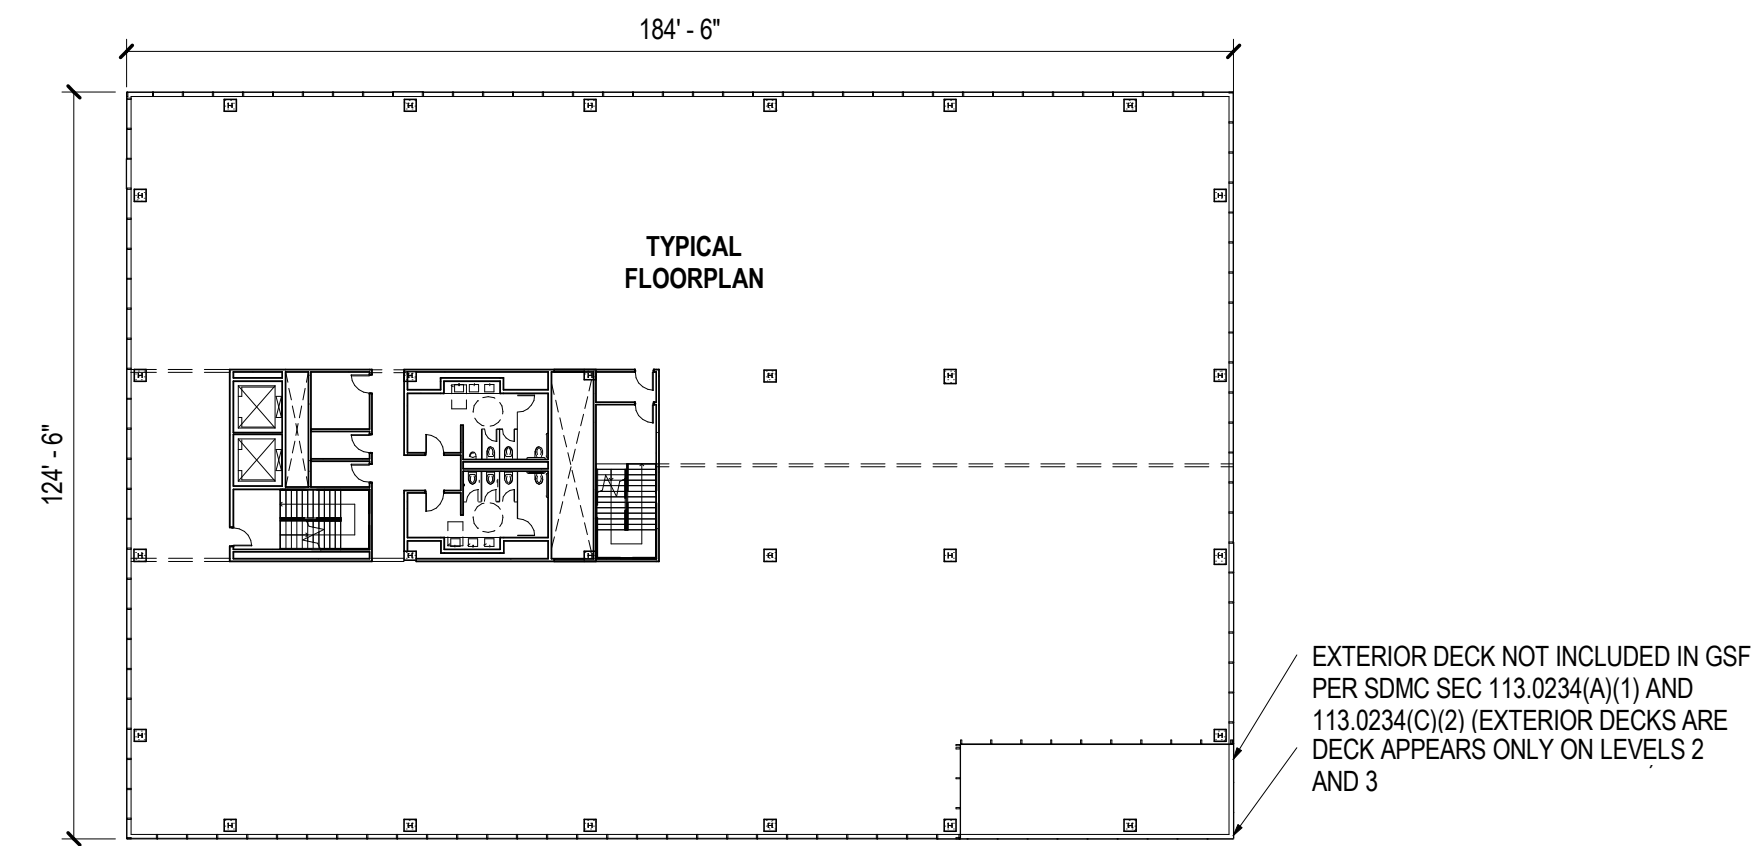 184' - 6"
124' - 6"
TYPICAL
FLOORPLAN
EXTERIOR DECK NOT INCLUDED IN GSF
PER SDMC SEC 113.0234(A)(1) AND
113.0234(C)(2) (EXTERIOR DECKS ARE
DECK APPEARS ONLY ON LEVELS 2
AND 3